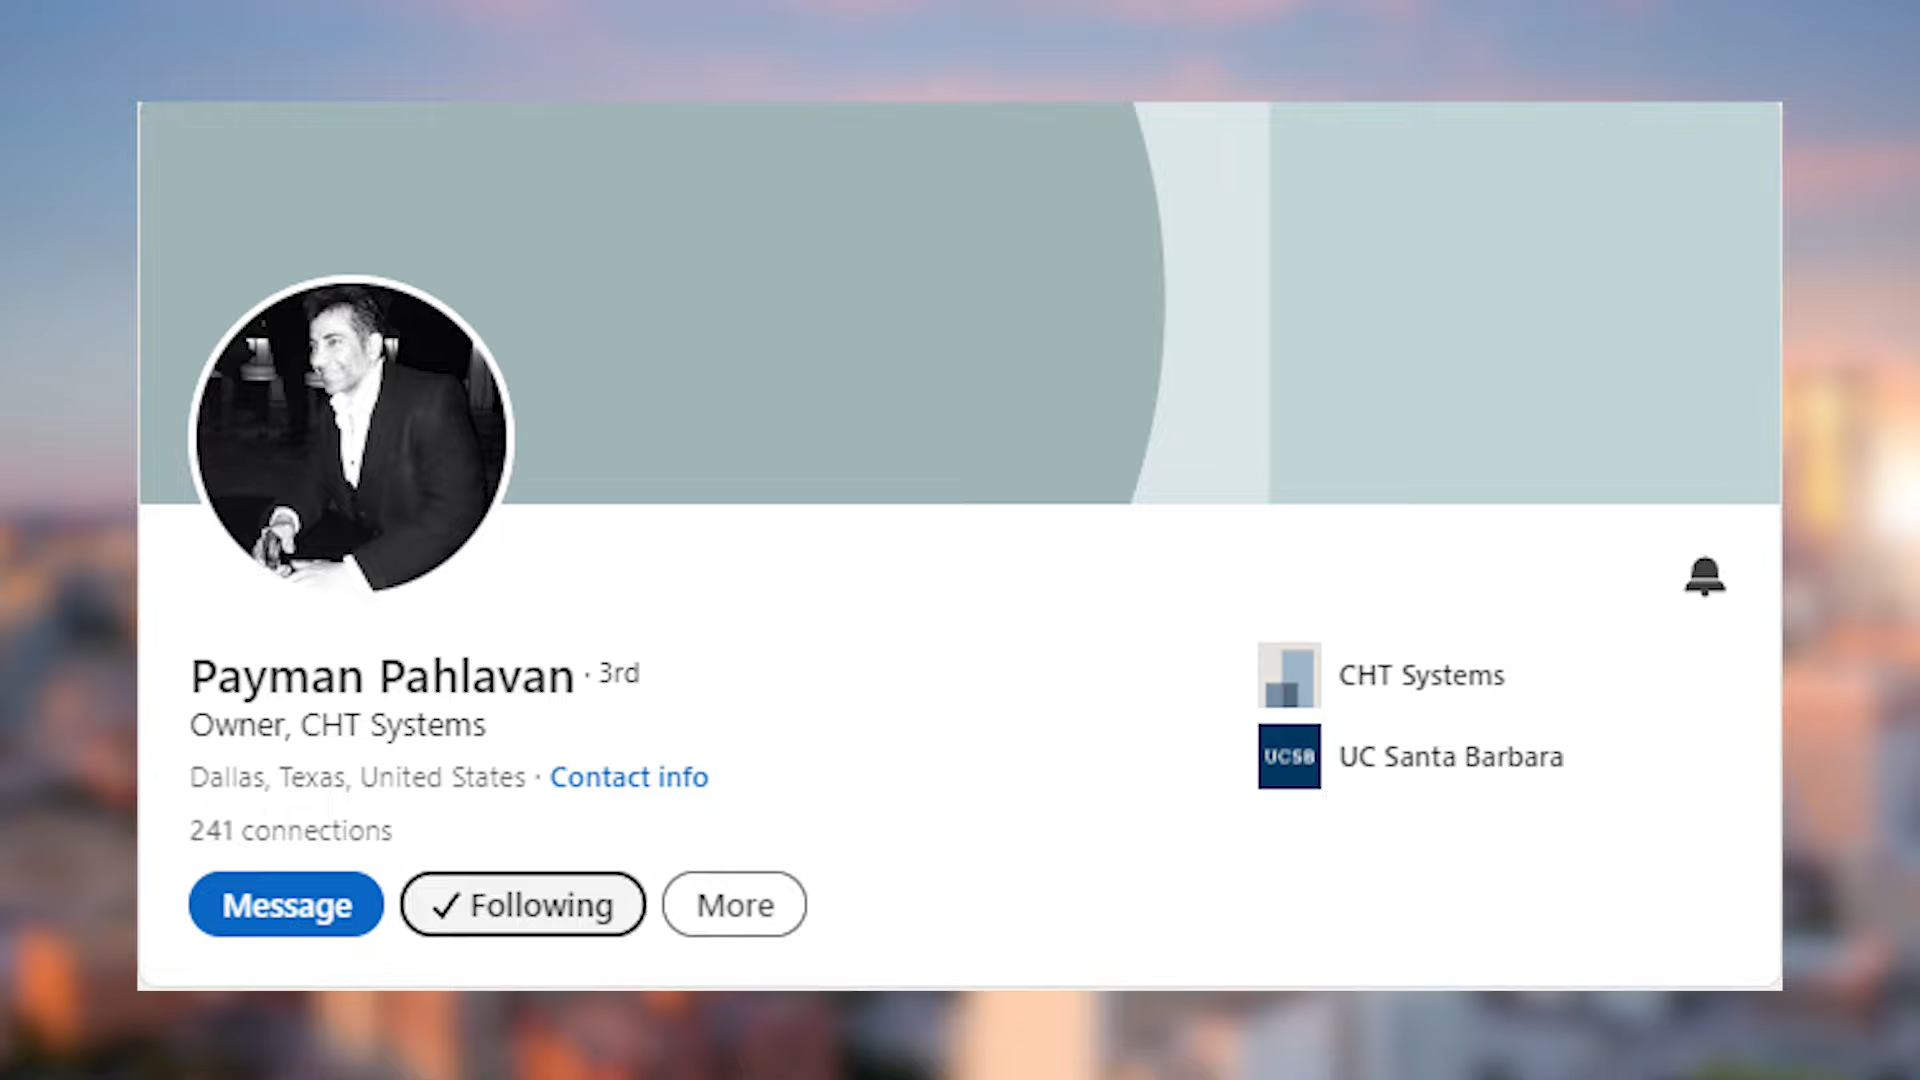 Payman Pahlavan · 3rd
Owner, CHT Systems
Dallas, Texas, United States · Contact info
241 connections
Message
✓ Following
More
CHT Systems
UCSB
UC Santa Barbara